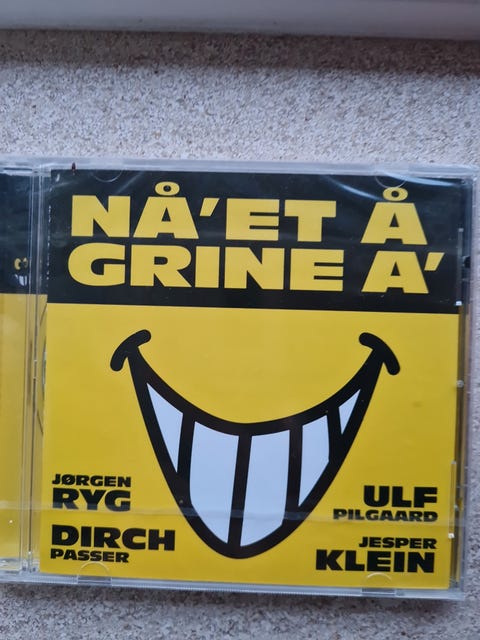 NÅ'ET Å
GRINE A'
JØRGEN
RYG
DIRCH
PASSER
ULF
PILGAARD
JESPER
KLEIN